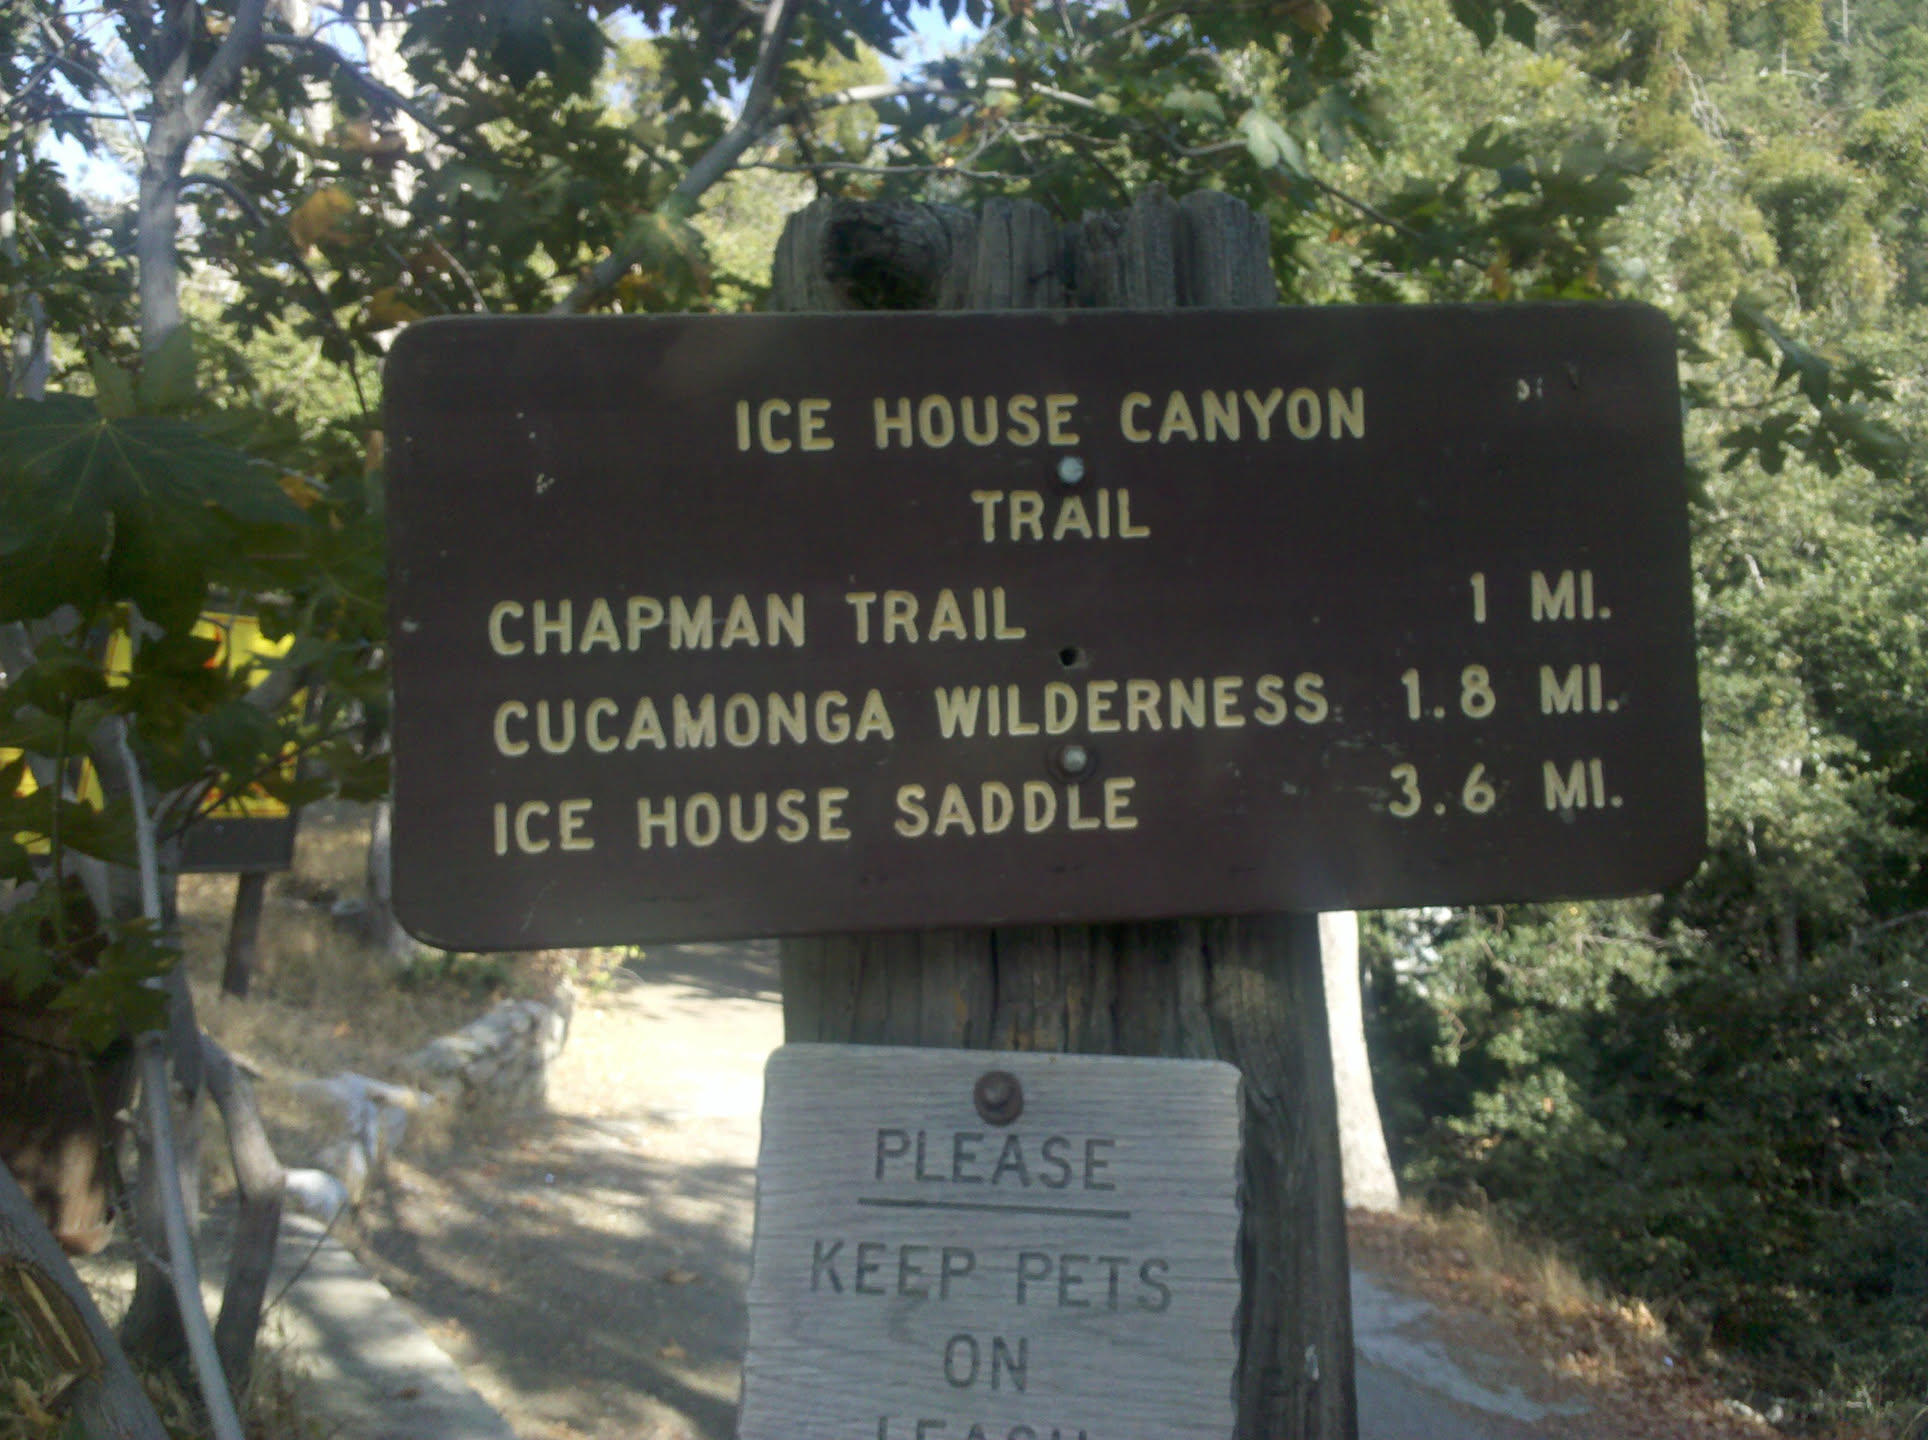 ICE HOUSE CANYON
TRAIL
CHAPMAN TRAIL 1 MI.
CUCAMONGA WILDERNESS 1.8 MI.
ICE HOUSE SADDLE 3.6 MI.
PLEASE
KEEP PETS
ON
LEASH